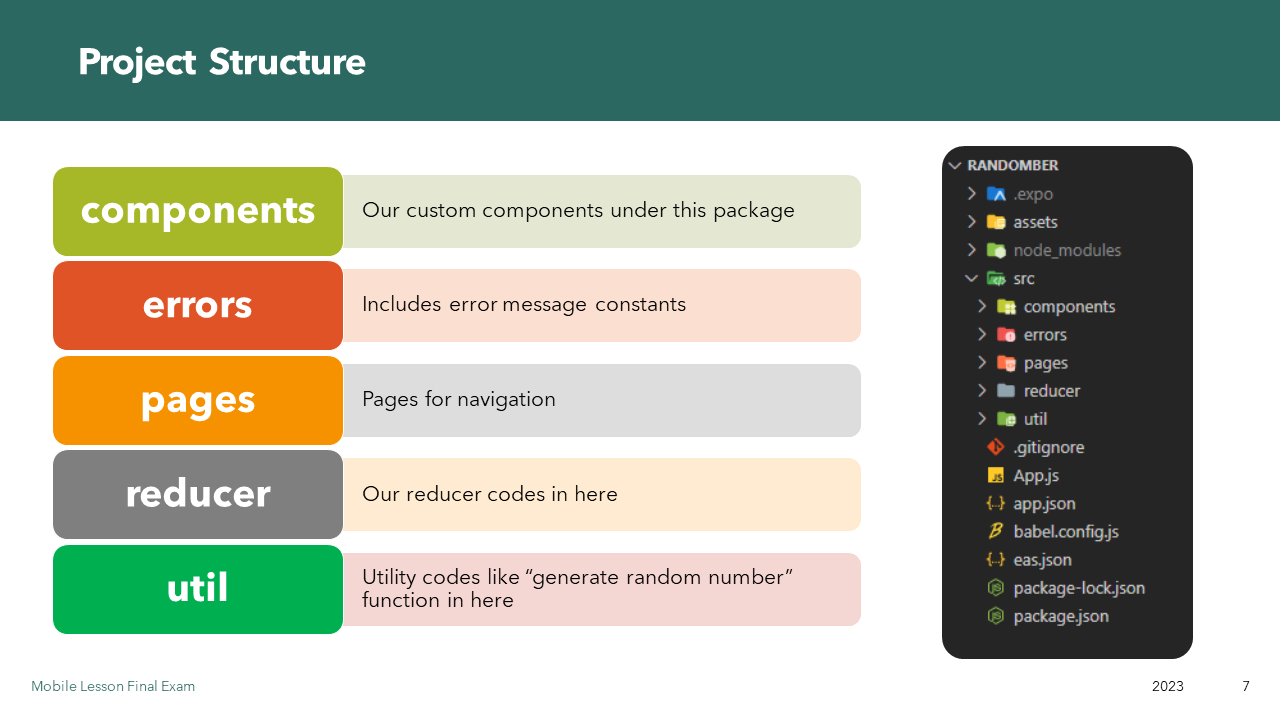 Project Structure
components
Our custom components under this package
errors
Includes error message constants
pages
Pages for navigation
reducer
Our reducer codes in here
util
Utility codes like “generate random number”
function in here
RANDOMBER
.expo
assets
node_modules
src
components
errors
pages
reducer
util
.gitignore
App.js
app.json
babel.config.js
eas.json
package-lock.json
package.json
Mobile Lesson Final Exam
2023
7